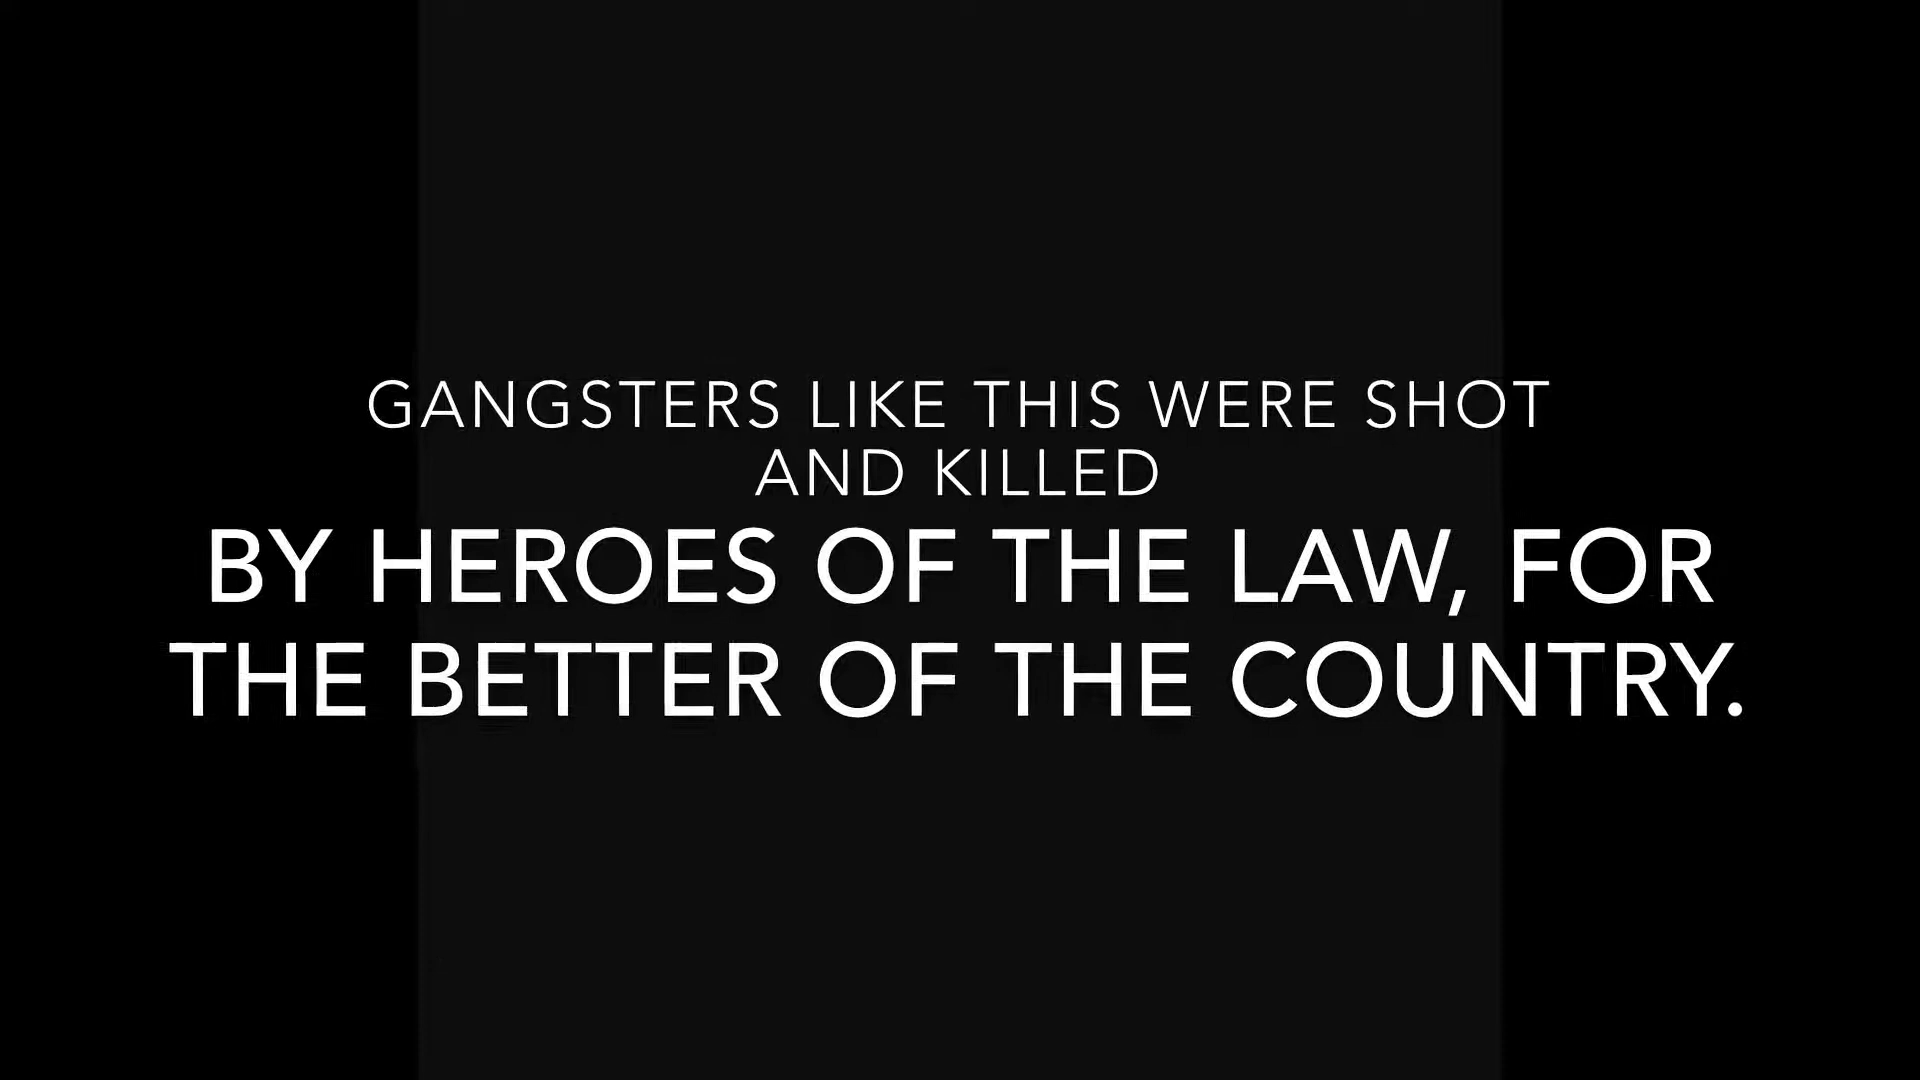 GANGSTERS LIKE THIS WERE SHOT
AND KILLED
BY HEROES OF THE LAW, FOR
THE BETTER OF THE COUNTRY.